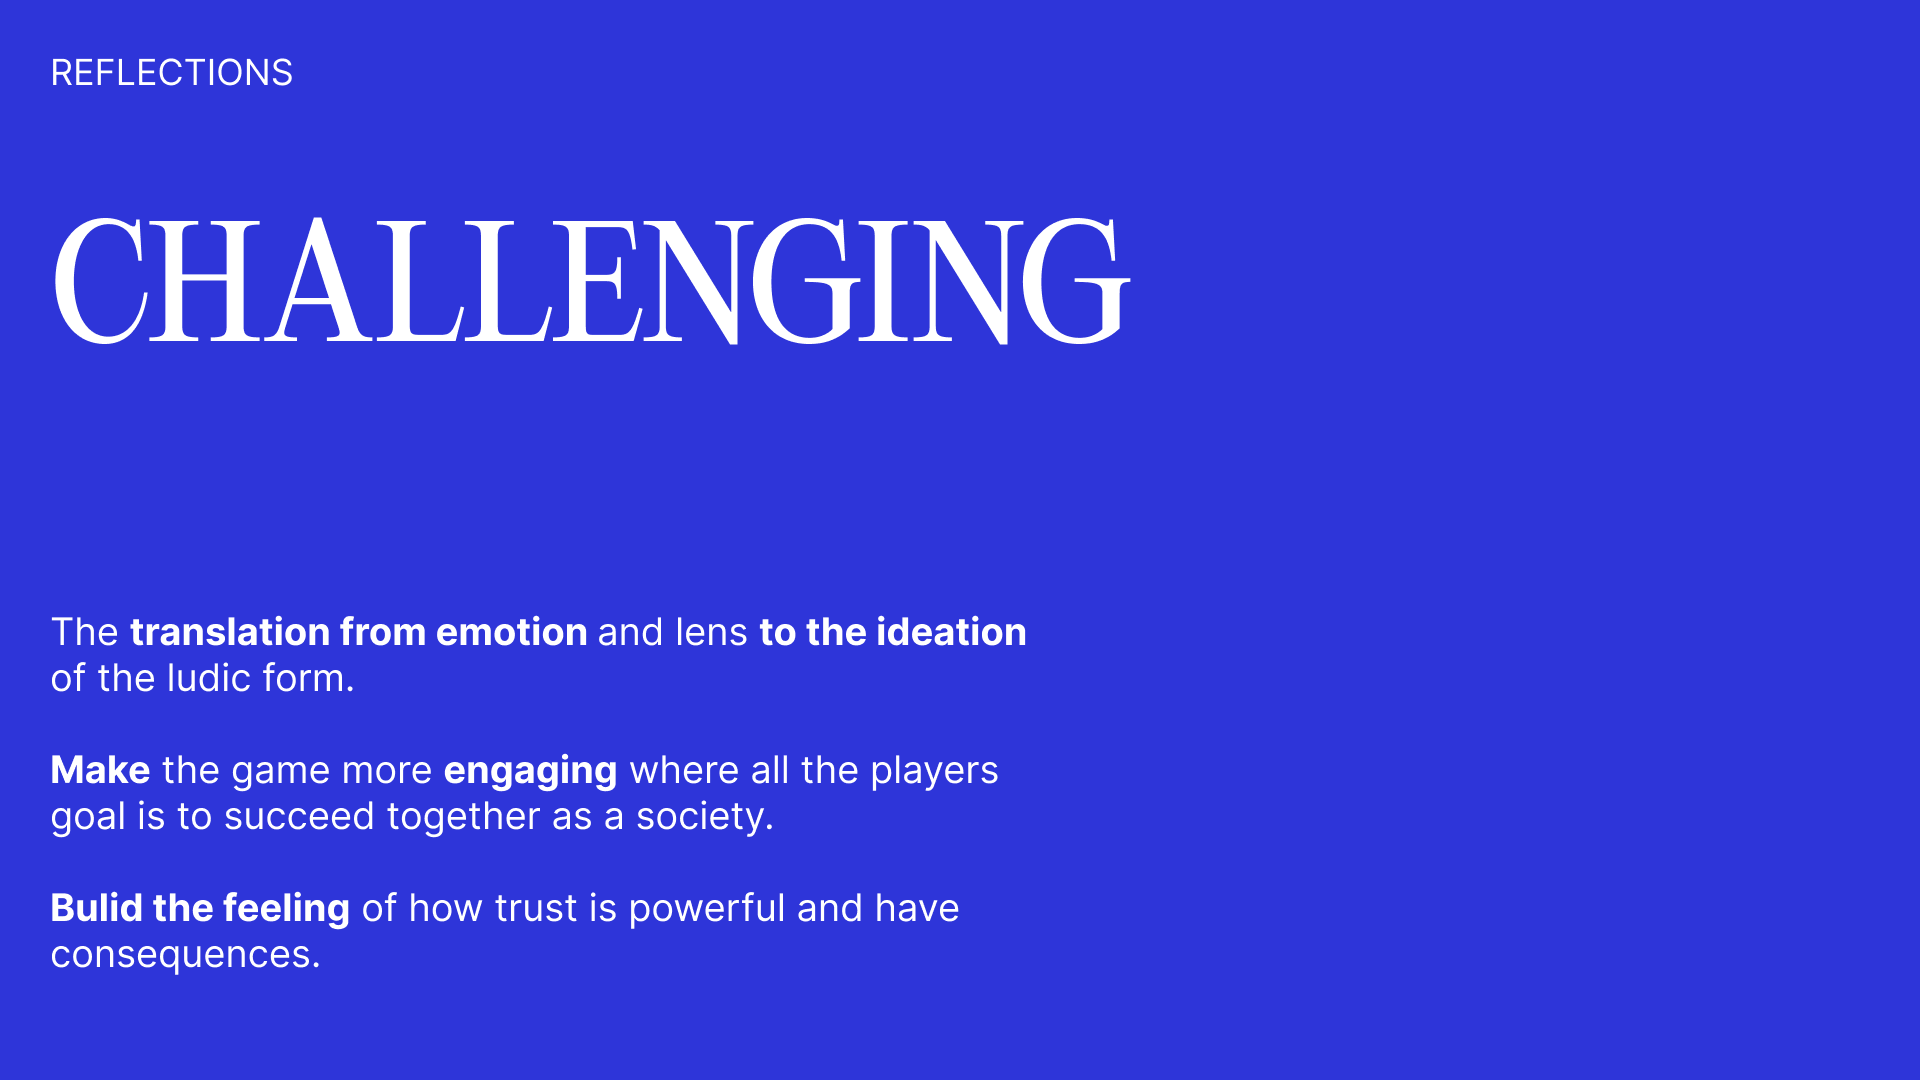 REFLECTIONS
CHALLENGING
The translation from emotion and lens to the ideation
of the ludic form.
Make the game more engaging where all the players
goal is to succeed together as a society.
Bulid the feeling of how trust is powerful and have
consequences.